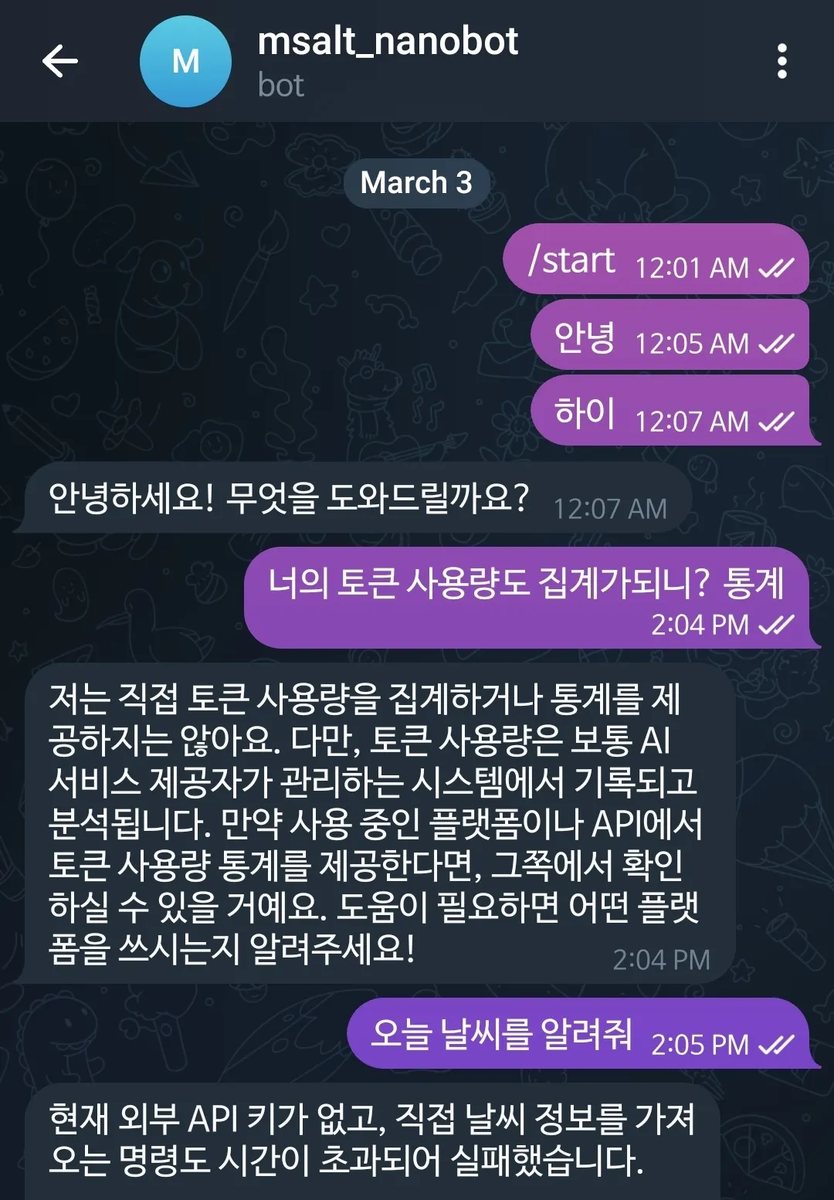 M
msalt_nanobot
bot
March 3
/start 12:01 AM
안녕 12:05 AM
하이 12:07 AM
안녕하세요! 무엇을 도와드릴까요? 12:07 AM
너의 토큰 사용량도 집계가되니? 통계
2:04 PM
저는 직접 토큰 사용량을 집계하거나 통계를 제
공하지는 않아요. 다만, 토큰 사용량은 보통 AI
서비스 제공자가 관리하는 시스템에서 기록되고
분석됩니다. 만약 사용 중인 플랫폼이나 API에서
토큰 사용량 통계를 제공한다면, 그쪽에서 확인
하실 수 있을 거예요. 도움이 필요하면 어떤 플랫
폼을 쓰시는지 알려주세요!
2:04 PM
오늘 날씨를 알려줘 2:05 PM
현재 외부 API 키가 없고, 직접 날씨 정보를 가져
오는 명령도 시간이 초과되어 실패했습니다.